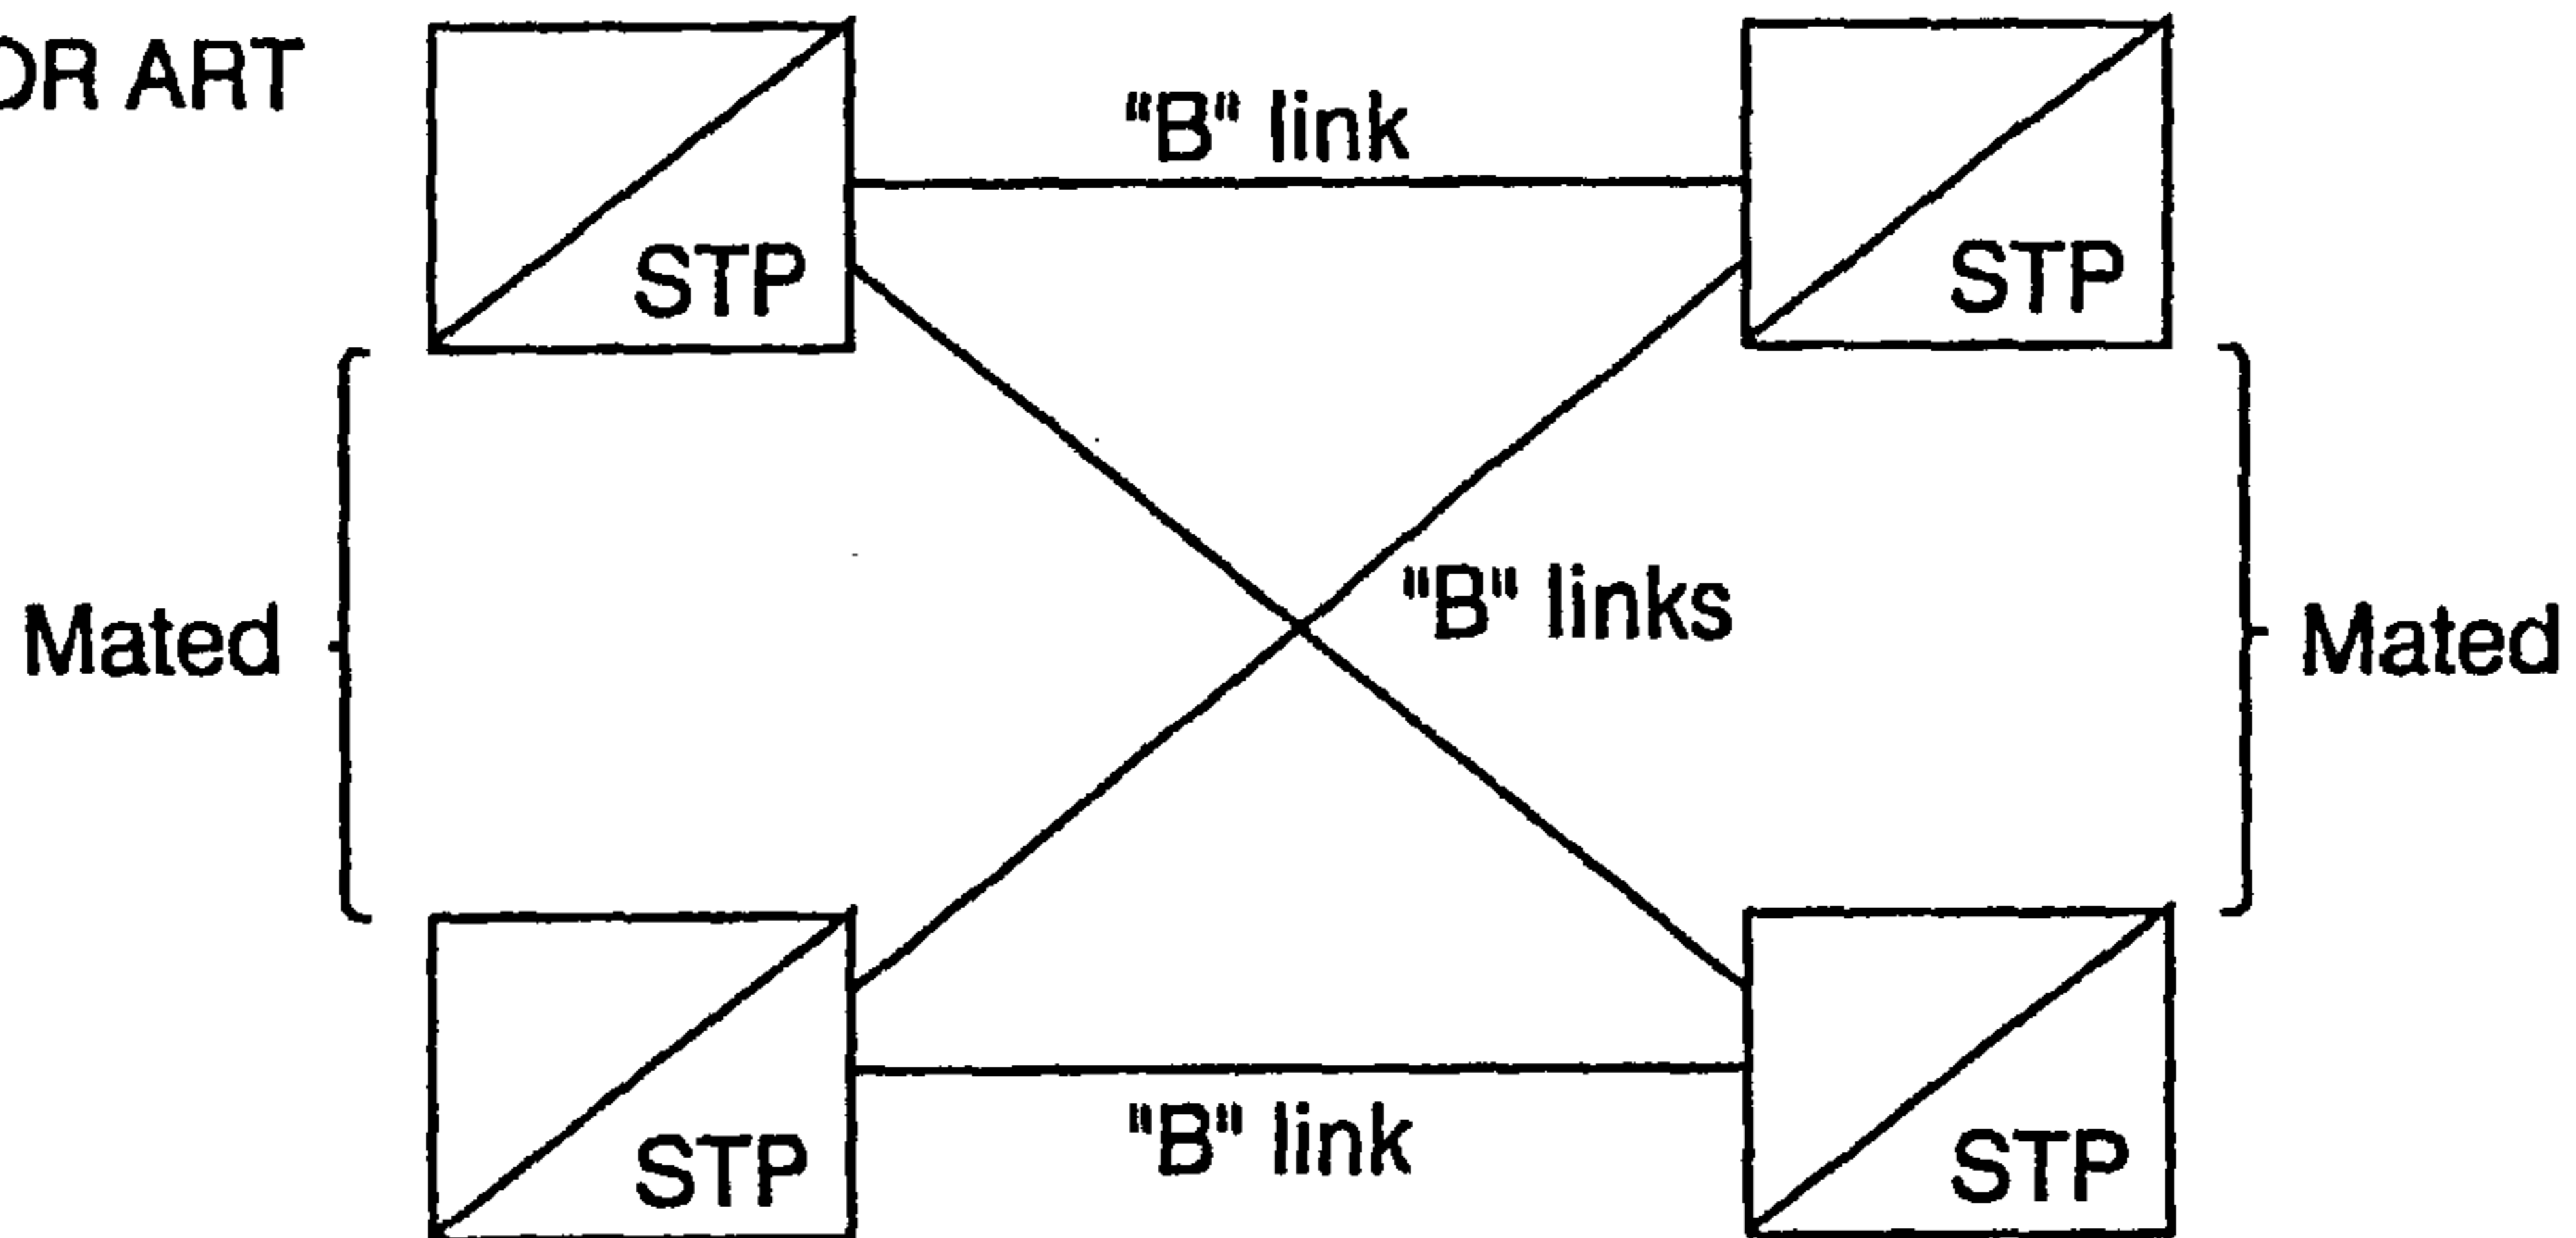 OR ART
"B" link
STP
STP
"B" links
Mated
Mated
"B" link
STP
STP